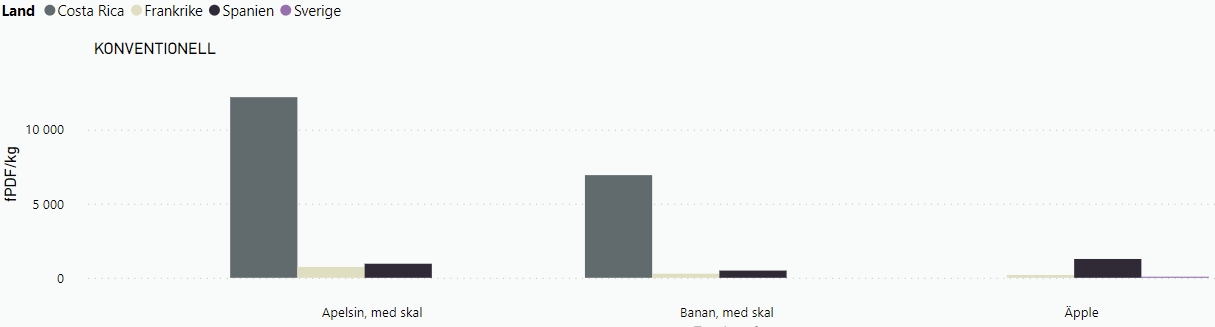 Land Costa Rica Frankrike Spanien Sverige
KONVENTIONELL
fPDF/kg
10 000
5 000
0
Apelsin, med skal Banan, med skal Äpple